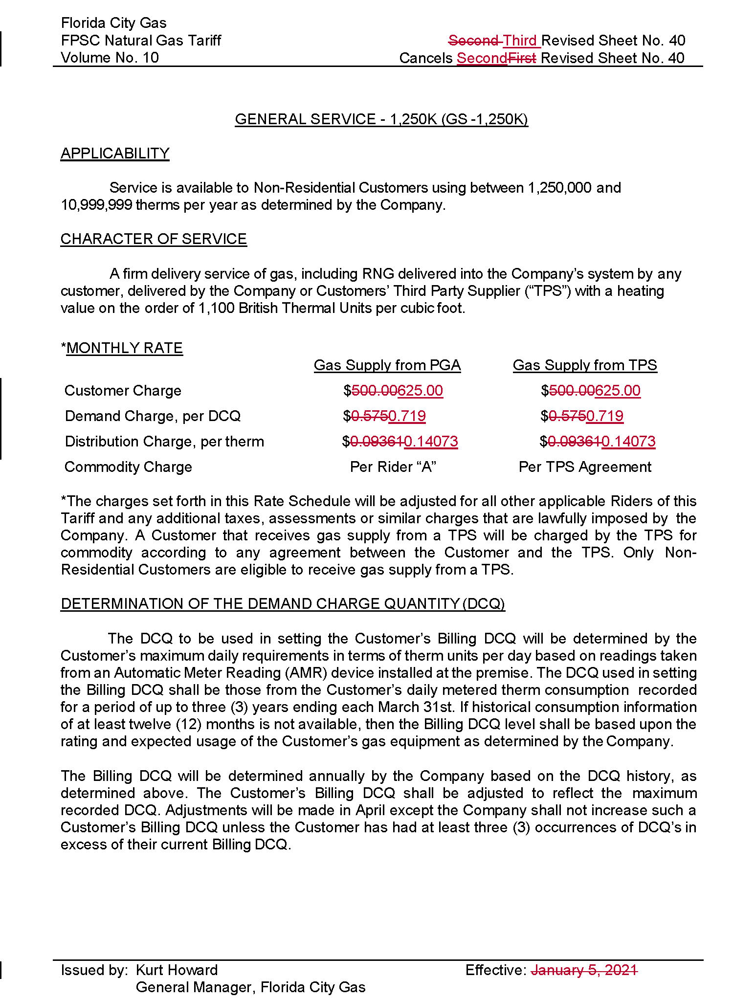 Florida City Gas
FPSC Natural Gas Tariff Second Third Revised Sheet No. 40
Volume No. 10 Cancels SecondFirst Revised Sheet No. 40
GENERAL SERVICE - 1,250K (GS -1,250K)
APPLICABILITY
Service is available to Non-Residential Customers using between 1,250,000 and
10,999,999 therms per year as determined by the Company.
CHARACTER OF SERVICE
A firm delivery service of gas, including RNG delivered into the Company’s system by any
customer, delivered by the Company or Customers’ Third Party Supplier (“TPS”) with a heating
value on the order of 1,100 British Thermal Units per cubic foot.
*MONTHLY RATE
Gas Supply from PGA Gas Supply from TPS
Customer Charge $500.00625.00 $500.00625.00
Demand Charge, per DCQ $0.5750.719 $0.5750.719
Distribution Charge, per therm $0.093610.14073 $0.093610.14073
Commodity Charge Per Rider “A” Per TPS Agreement
*The charges set forth in this Rate Schedule will be adjusted for all other applicable Riders of this
Tariff and any additional taxes, assessments or similar charges that are lawfully imposed by the
Company. A Customer that receives gas supply from a TPS will be charged by the TPS for
commodity according to any agreement between the Customer and the TPS. Only Non-
Residential Customers are eligible to receive gas supply from a TPS.
DETERMINATION OF THE DEMAND CHARGE QUANTITY (DCQ)
The DCQ to be used in setting the Customer’s Billing DCQ will be determined by the
Customer’s maximum daily requirements in terms of therm units per day based on readings taken
from an Automatic Meter Reading (AMR) device installed at the premise. The DCQ used in setting
the Billing DCQ shall be those from the Customer’s daily metered therm consumption recorded
for a period of up to three (3) years ending each March 31st. If historical consumption information
of at least twelve (12) months is not available, then the Billing DCQ level shall be based upon the
rating and expected usage of the Customer’s gas equipment as determined by the Company.
The Billing DCQ will be determined annually by the Company based on the DCQ history, as
determined above. The Customer’s Billing DCQ shall be adjusted to reflect the maximum
recorded DCQ. Adjustments will be made in April except the Company shall not increase such a
Customer’s Billing DCQ unless the Customer has had at least three (3) occurrences of DCQ’s in
excess of their current Billing DCQ.
Issued by: Kurt Howard Effective: January 5, 2021
General Manager, Florida City Gas